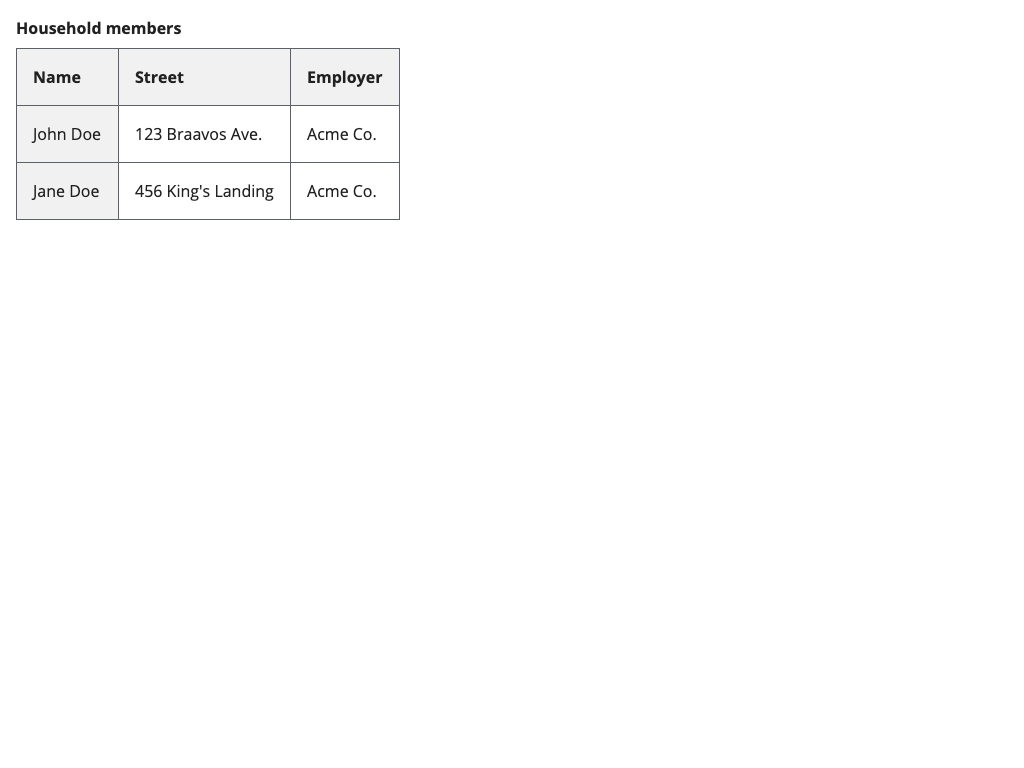 Household members
Name Street Employer
John Doe 123 Braavos Ave. Acme Co.
Jane Doe 456 King's Landing Acme Co.